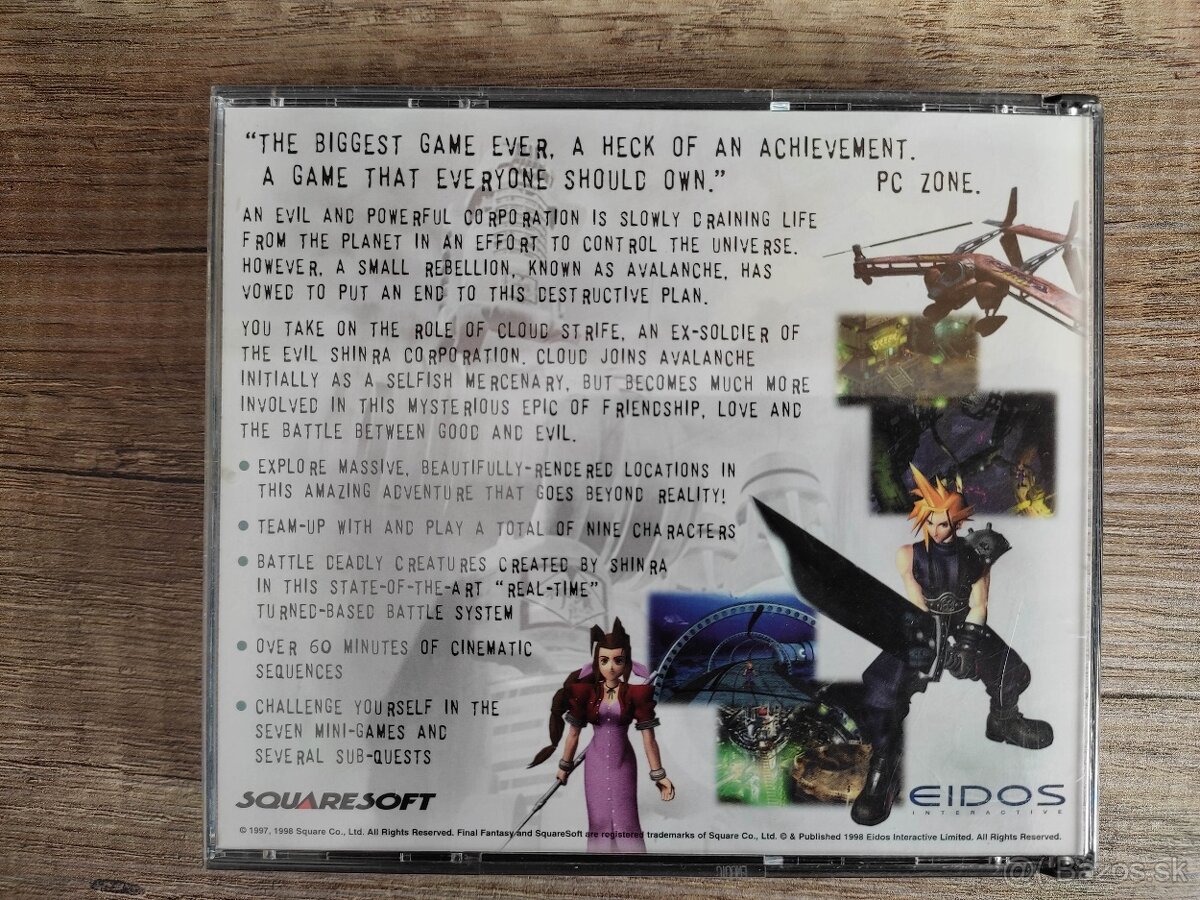 “THE BIGGEST GAME EVER, A HECK OF AN ACHIEVEMENT.
A GAME THAT EVERYONE SHOULD OWN.” PC ZONE.
AN EVIL AND POWERFUL CORPORATION IS SLOWLY DRAINING LIFE
FROM THE PLANET IN AN EFFORT TO CONTROL THE UNIVERSE.
HOWEVER, A SMALL REBELLION, KNOWN AS AVALANCHE, HAS
VOWED TO PUT AN END TO THIS DESTRUCTIVE PLAN.
YOU TAKE ON THE ROLE OF CLOUD STRIFE, AN EX-SOLDIER OF
THE EVIL SHINRA CORPORATION. CLOUD JOINS AVALANCHE
INITIALLY AS A SELFISH MERCENARY, BUT BECOMES MUCH MORE
INVOLVED IN THIS MYSTERIOUS EPIC OF FRIENDSHIP, LOVE AND
THE BATTLE BETWEEN GOOD AND EVIL.
• EXPLORE MASSIVE, BEAUTIFULLY-RENDERED LOCATIONS IN
THIS AMAZING ADVENTURE THAT GOES BEYOND REALITY!
• TEAM-UP WITH AND PLAY A TOTAL OF NINE CHARACTERS
• BATTLE DEADLY CREATURES CREATED BY SHINRA
IN THIS STATE-OF-THE-ART “REAL-TIME”
TURNED-BASED BATTLE SYSTEM
• OVER 60 MINUTES OF CINEMATIC
SEQUENCES
• CHALLENGE YOURSELF IN THE
SEVEN MINI-GAMES AND
SEVERAL SUB-QUESTS
SQUARESOFT
EIDOS
INTERACTIVE
© 1997, 1998 Square Co., Ltd. All Rights Reserved. Final Fantasy and SquareSoft are registered trademarks of Square Co., Ltd. © & Published 1998 Eidos Interactive Limited. All Rights Reserved.
Bazos.sk